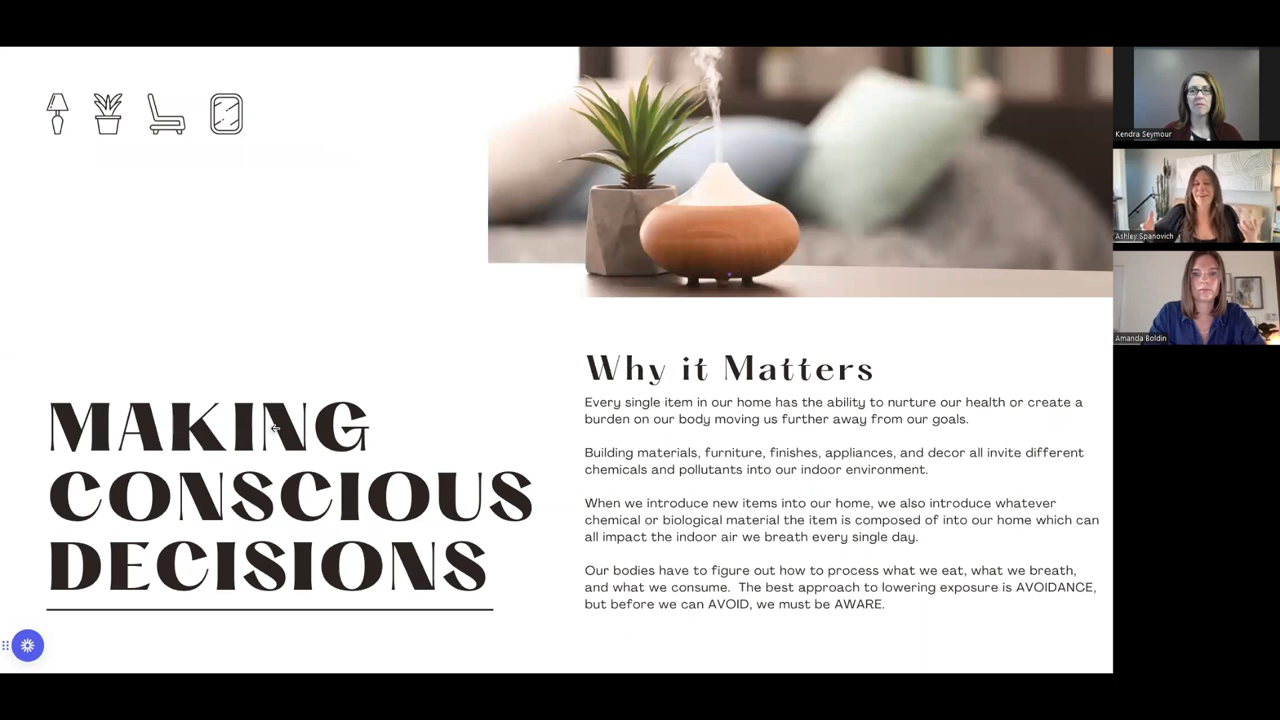 MAKING
CONSCIOUS
DECISIONS
Why it Matters
Every single item in our home has the ability to nurture our health or create a
burden on our body moving us further away from our goals.
Building materials, furniture, finishes, appliances, and decor all invite different
chemicals and pollutants into our indoor environment.
When we introduce new items into our home, we also introduce whatever
chemical or biological material the item is composed of into our home which can
all impact the indoor air we breath every single day.
Our bodies have to figure out how to process what we eat, what we breath,
and what we consume. The best approach to lowering exposure is AVOIDANCE,
but before we can AVOID, we must be AWARE.
Kendra Seymour
Ashley Spanovich
Amanda Boldin